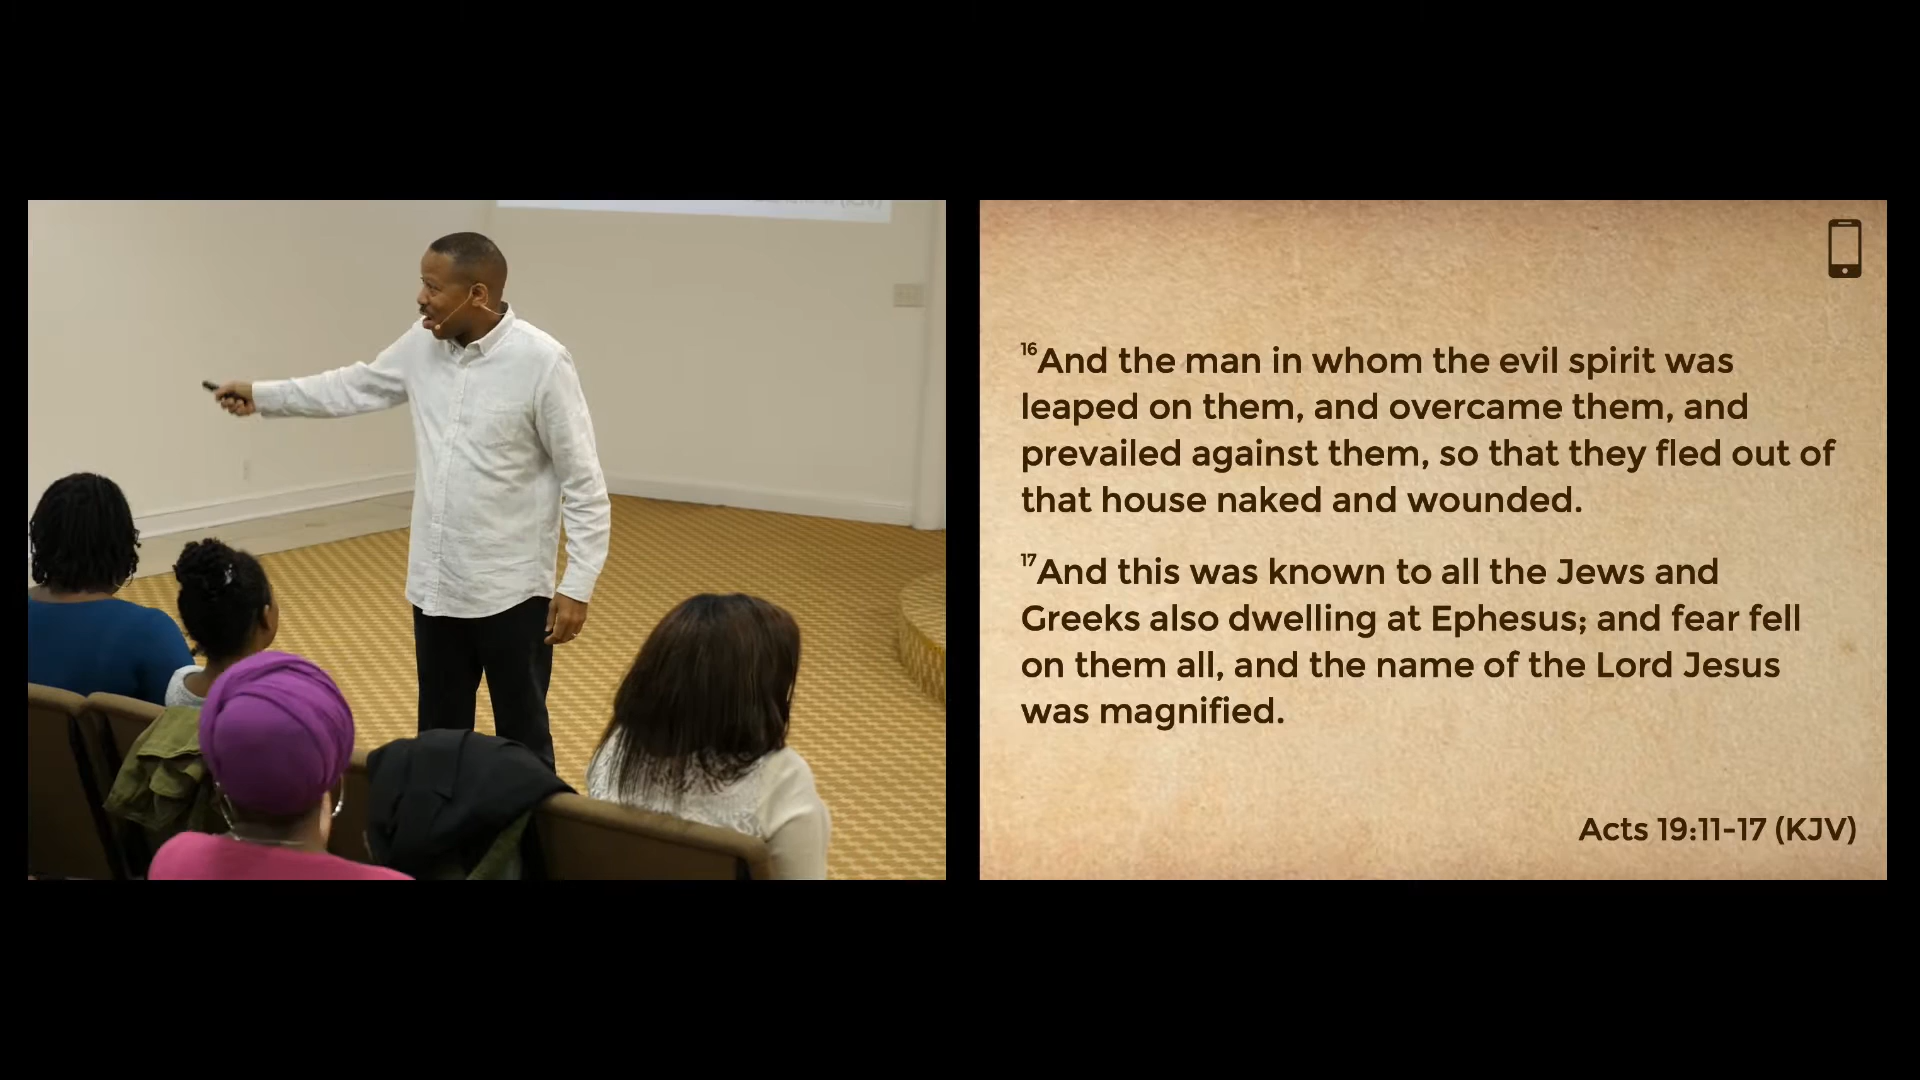 16And the man in whom the evil spirit was
leaped on them, and overcame them, and
prevailed against them, so that they fled out of
that house naked and wounded.
17And this was known to all the Jews and
Greeks also dwelling at Ephesus; and fear fell
on them all, and the name of the Lord Jesus
was magnified.
Acts 19:11-17 (KJV)